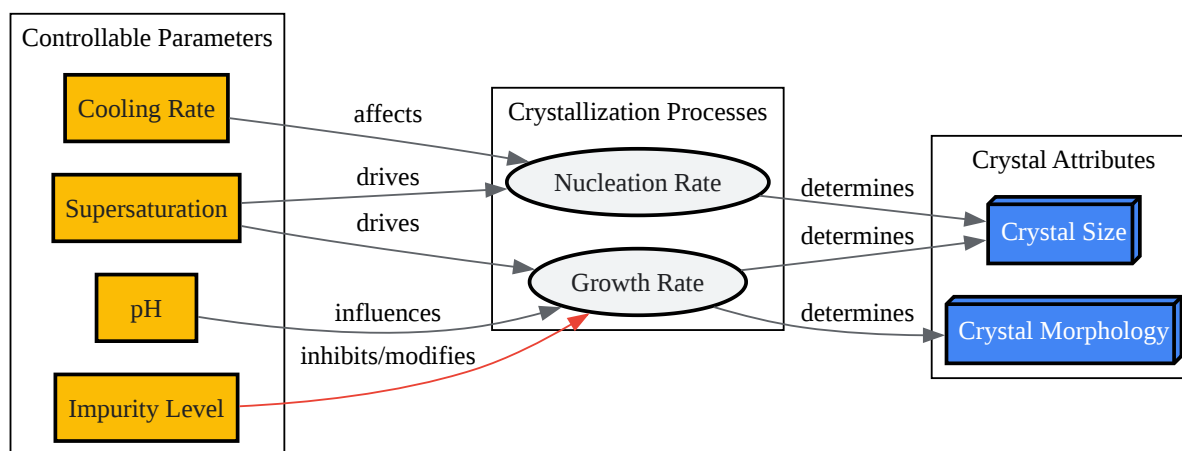 Controllable Parameters
Cooling Rate
Supersaturation
pH
Impurity Level
affects
drives
drives
influences
inhibits/modifies
Crystallization Processes
Nucleation Rate
Growth Rate
determines
determines
determines
Crystal Attributes
Crystal Size
Crystal Morphology